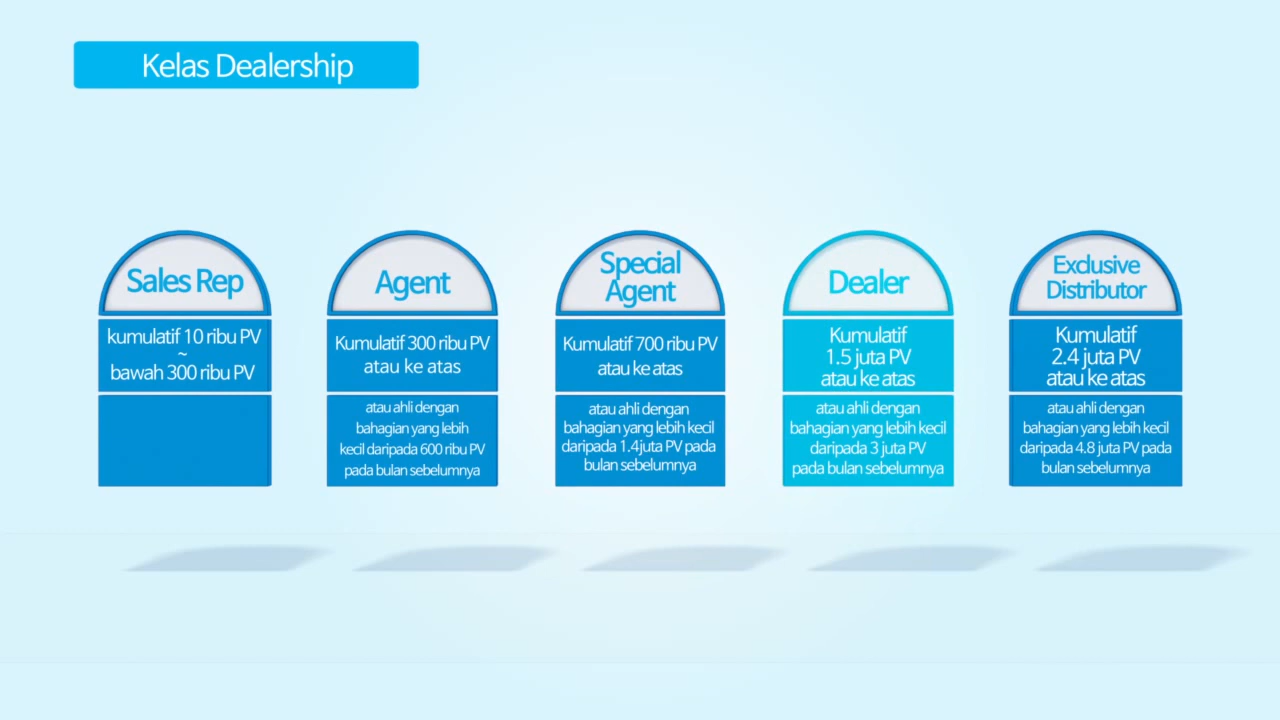 Kelas Dealership
Sales Rep
kumulatif 10 ribu PV
~
bawah 300 ribu PV
Agent
Kumulatif 300 ribu PV
atau ke atas
atau ahli dengan
bahagian yang lebih
kecil daripada 600 ribu PV
pada bulan sebelumnya
Special
Agent
Kumulatif 700 ribu PV
atau ke atas
atau ahli dengan
bahagian yang lebih kecil
daripada 1.4juta PV pada
bulan sebelumnya
Dealer
Kumulatif
1.5 juta PV
atau ke atas
atau ahli dengan
bahagian yang lebih kecil
daripada 3 juta PV
pada bulan sebelumnya
Exclusive
Distributor
Kumulatif
2.4 juta PV
atau ke atas
atau ahli dengan
bahagian yang lebih kecil
daripada 4.8 juta PV pada
bulan sebelumnya